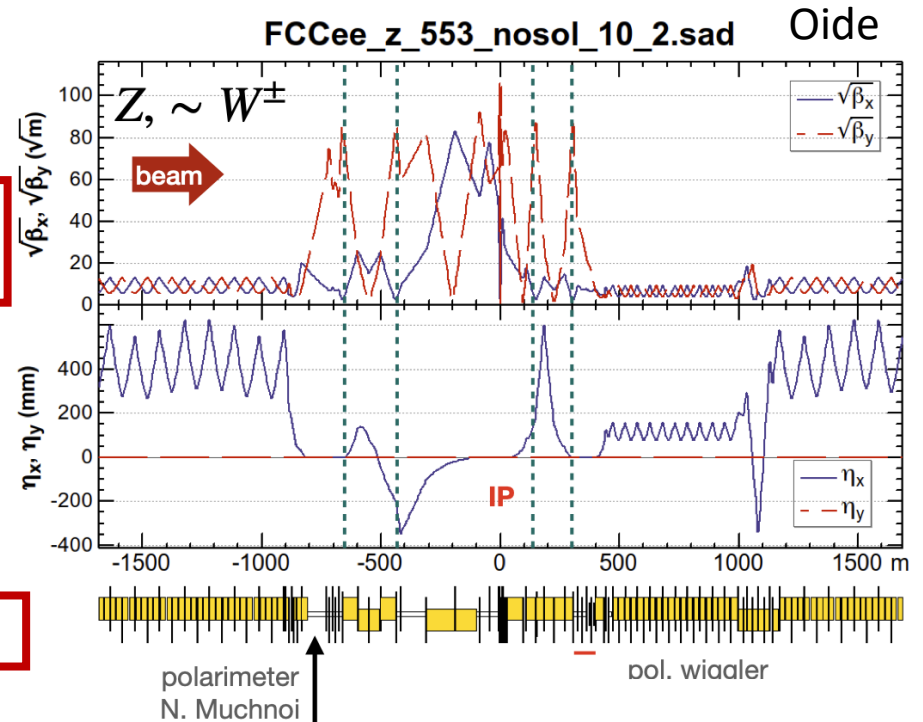 Oide
FCCee_z_553_nosol_10_2.sad
Z, ∼ W±
beam
√βx, √βy (√m)
100
80
60
40
20
0
√βx
√βy
ηx, ηy (mm)
400
200
0
-200
-400
IP
ηx
ηy
-1500 -1000 -500 0 500 1000 1500 m
polarimeter
N. Muchnoi
pol. wiggler